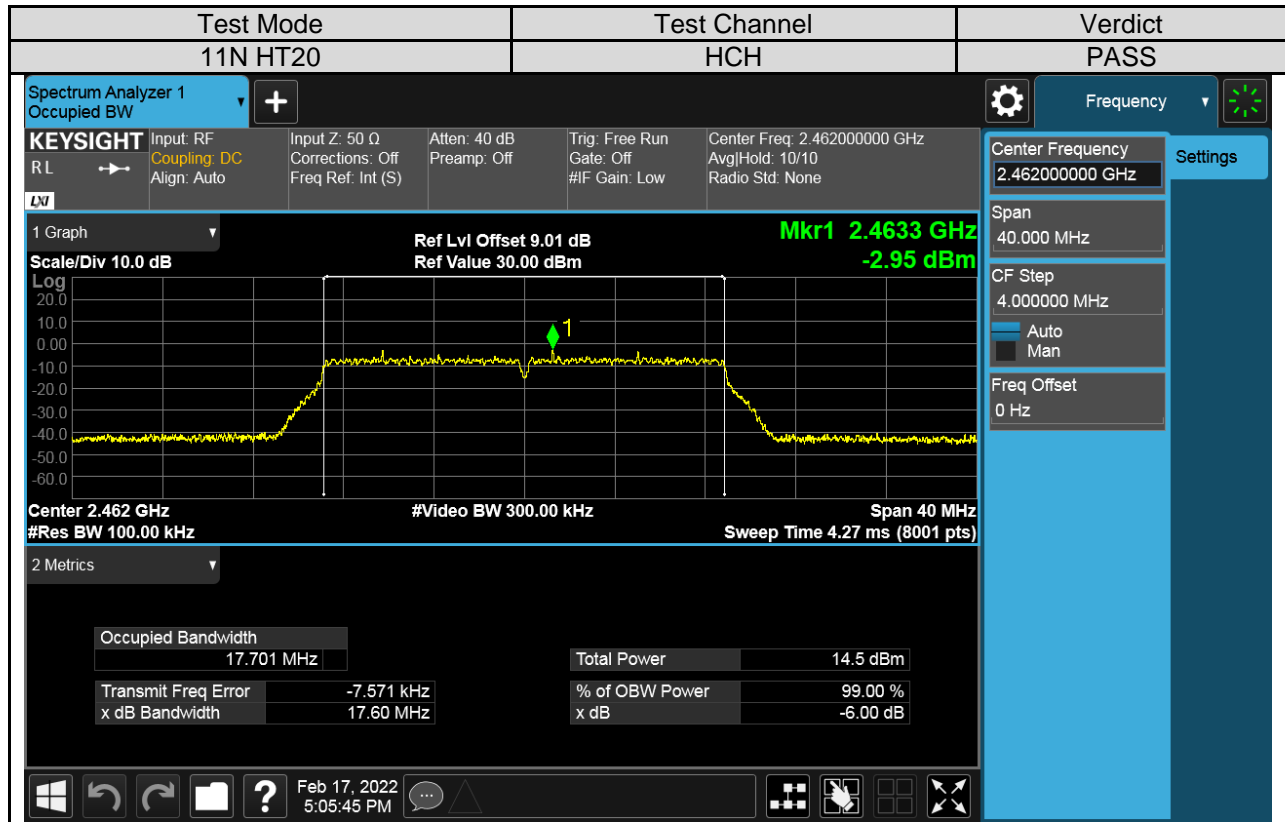 Test Mode Test Channel Verdict
11N HT20 HCH PASS
Spectrum Analyzer 1
Occupied BW
+
Frequency
KEYSIGHT Input: RF Input Z: 50 Ω Atten: 40 dB Trig: Free Run Center Freq: 2.462000000 GHz
RL Coupling: DC Corrections: Off Preamp: Off Gate: Off Avg|Hold: 10/10
Align: Auto Freq Ref: Int (S) #IF Gain: Low Radio Std: None
LXI
Center Frequency
2.462000000 GHz
Settings
Span
40.000 MHz
CF Step
4.000000 MHz
Auto
Man
Freq Offset
0 Hz
1 Graph Ref Lvl Offset 9.01 dB Mkr1 2.4633 GHz
Scale/Div 10.0 dB Ref Value 30.00 dBm -2.95 dBm
Log
20.0
10.0
0.00
-10.0
-20.0
-30.0
-40.0
-50.0
-60.0
1
Center 2.462 GHz #Video BW 300.00 kHz Span 40 MHz
#Res BW 100.00 kHz Sweep Time 4.27 ms (8001 pts)
2 Metrics
Occupied Bandwidth
17.701 MHz Total Power 14.5 dBm
Transmit Freq Error -7.571 kHz % of OBW Power 99.00 %
x dB Bandwidth 17.60 MHz x dB -6.00 dB
? Feb 17, 2022
5:05:45 PM